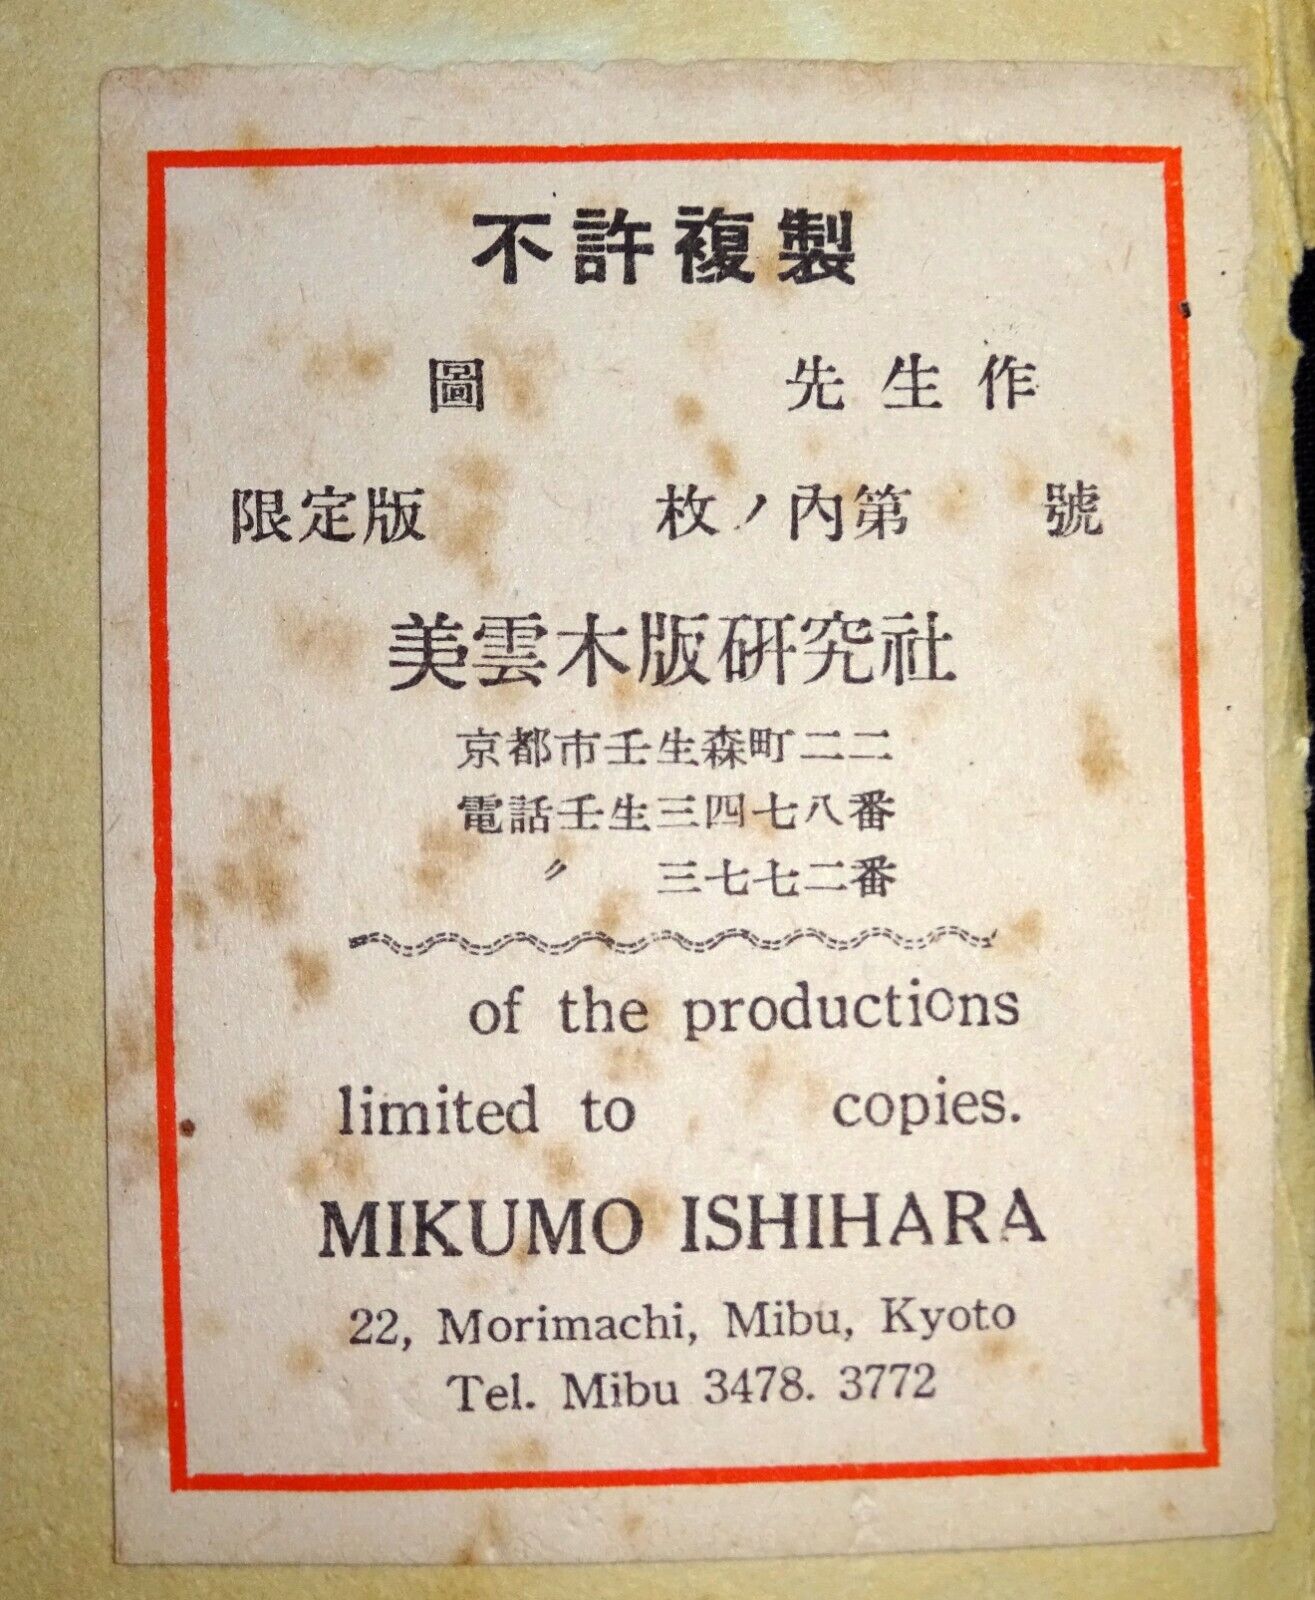 不許複製
圖 先生作
限定版 枚ノ內第 號
美雲木版硏究社
京都市壬生森町二二
電話壬生三四七八番
〃 三七七二番
of the productions
limited to copies.
MIKUMO ISHIHARA
22, Morimachi, Mibu, Kyoto
Tel. Mibu 3478. 3772